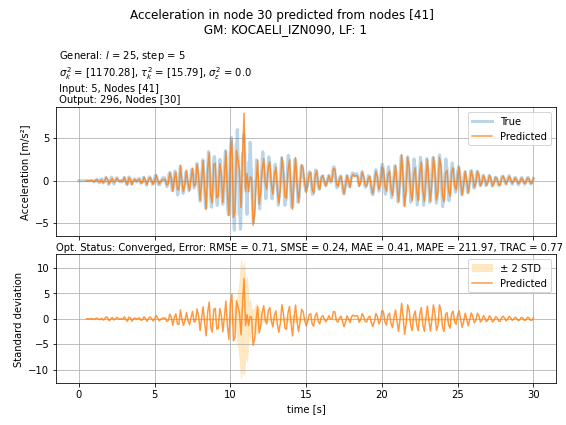 Acceleration in node 30 predicted from nodes [41]
GM: KOCAELI_IZN090, LF: 1
General: l = 25, step = 5
σ²ₖ = [1170.28], τ²ₖ = [15.79], σ²ε = 0.0
Input: 5, Nodes [41]
Output: 296, Nodes [30]
Acceleration [m/s²]
5
0
−5
True
Predicted
Opt. Status: Converged, Error: RMSE = 0.71, SMSE = 0.24, MAE = 0.41, MAPE = 211.97, TRAC = 0.77
Standard deviation
10
5
0
−5
−10
± 2 STD
Predicted
0 5 10 15 20 25 30
time [s]